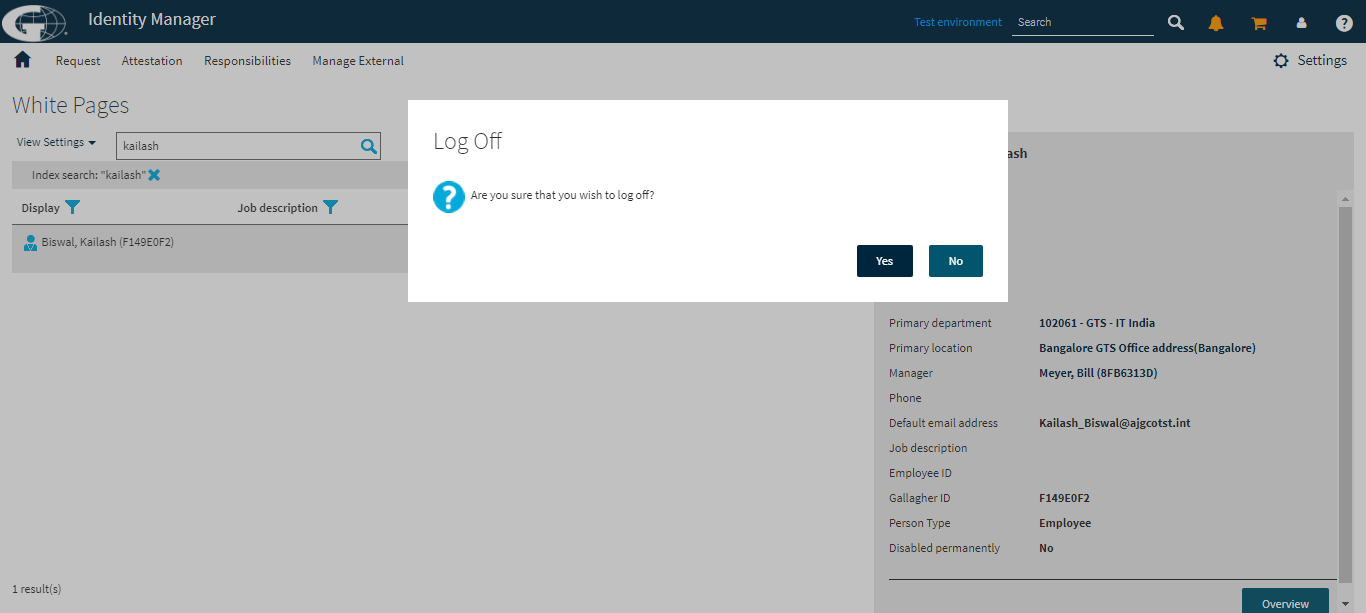 Identity Manager
Test environment
Search
Request
Attestation
Responsibilities
Manage External
Settings
White Pages
View Settings
kailash
Index search: "kailash"
Display
Job description
Biswal, Kailash (F149E0F2)
1 result(s)
Log Off
Are you sure that you wish to log off?
Yes
No
Primary department 102061 - GTS - IT India
Primary location Bangalore GTS Office address(Bangalore)
Manager Meyer, Bill (8FB6313D)
Phone
Default email address Kailash_Biswal@ajgcotst.int
Job description
Employee ID
Gallagher ID F149E0F2
Person Type Employee
Disabled permanently No
Overview